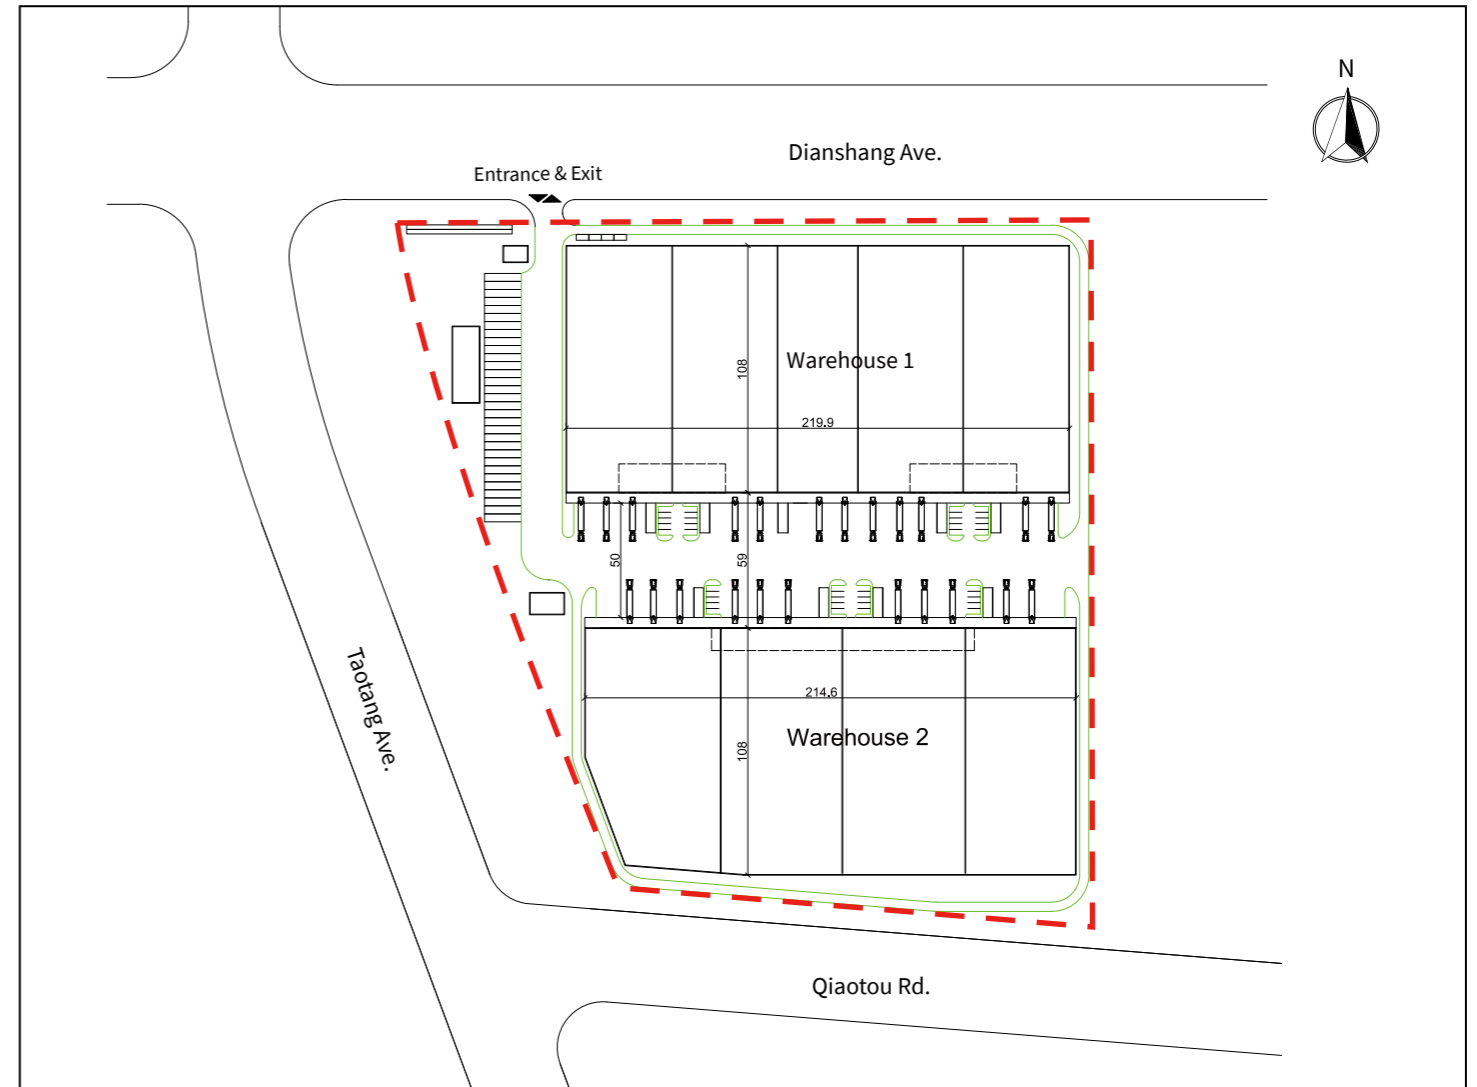 N
Dianshang Ave.
Entrance & Exit
Warehouse 1
108
219.9
50
59
Taotang Ave.
214.6
Warehouse 2
108
Qiaotou Rd.